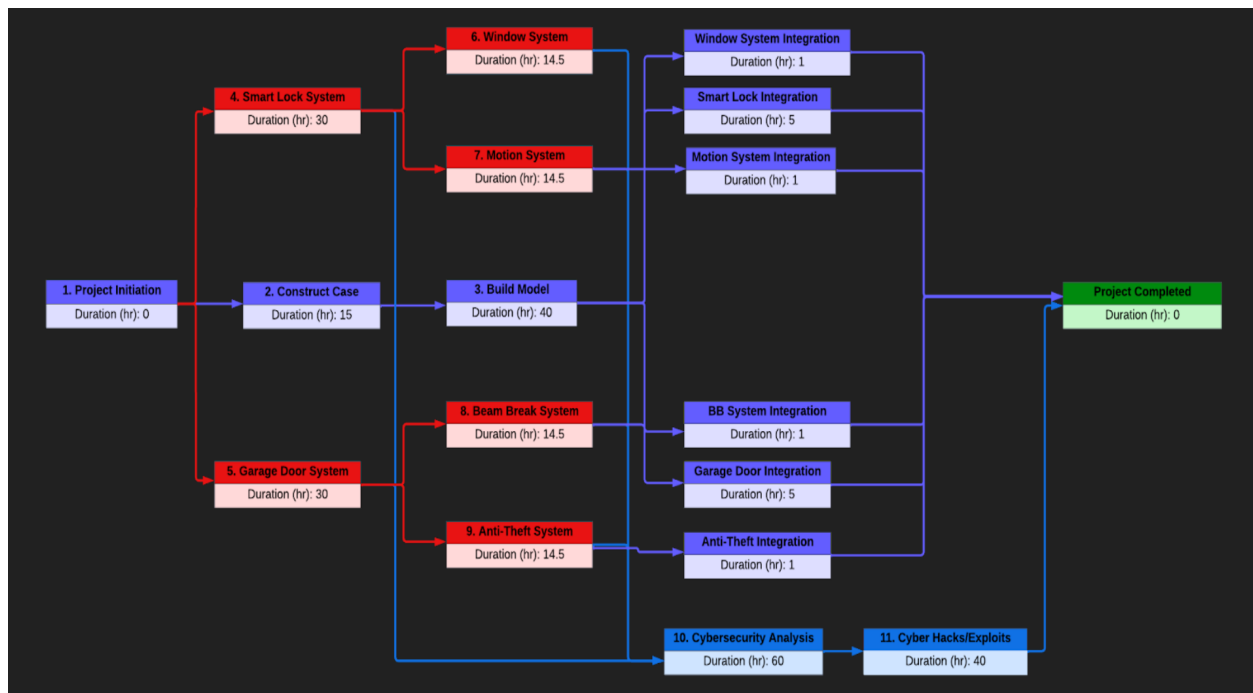 6. Window System
Duration (hr): 14.5
Window System Integration
Duration (hr): 1
4. Smart Lock System
Duration (hr): 30
Smart Lock Integration
Duration (hr): 5
7. Motion System
Duration (hr): 14.5
Motion System Integration
Duration (hr): 1
1. Project Initiation
Duration (hr): 0
2. Construct Case
Duration (hr): 15
3. Build Model
Duration (hr): 40
Project Completed
Duration (hr): 0
8. Beam Break System
Duration (hr): 14.5
BB System Integration
Duration (hr): 1
5. Garage Door System
Duration (hr): 30
Garage Door Integration
Duration (hr): 5
9. Anti-Theft System
Duration (hr): 14.5
Anti-Theft Integration
Duration (hr): 1
10. Cybersecurity Analysis
Duration (hr): 60
11. Cyber Hacks/Exploits
Duration (hr): 40